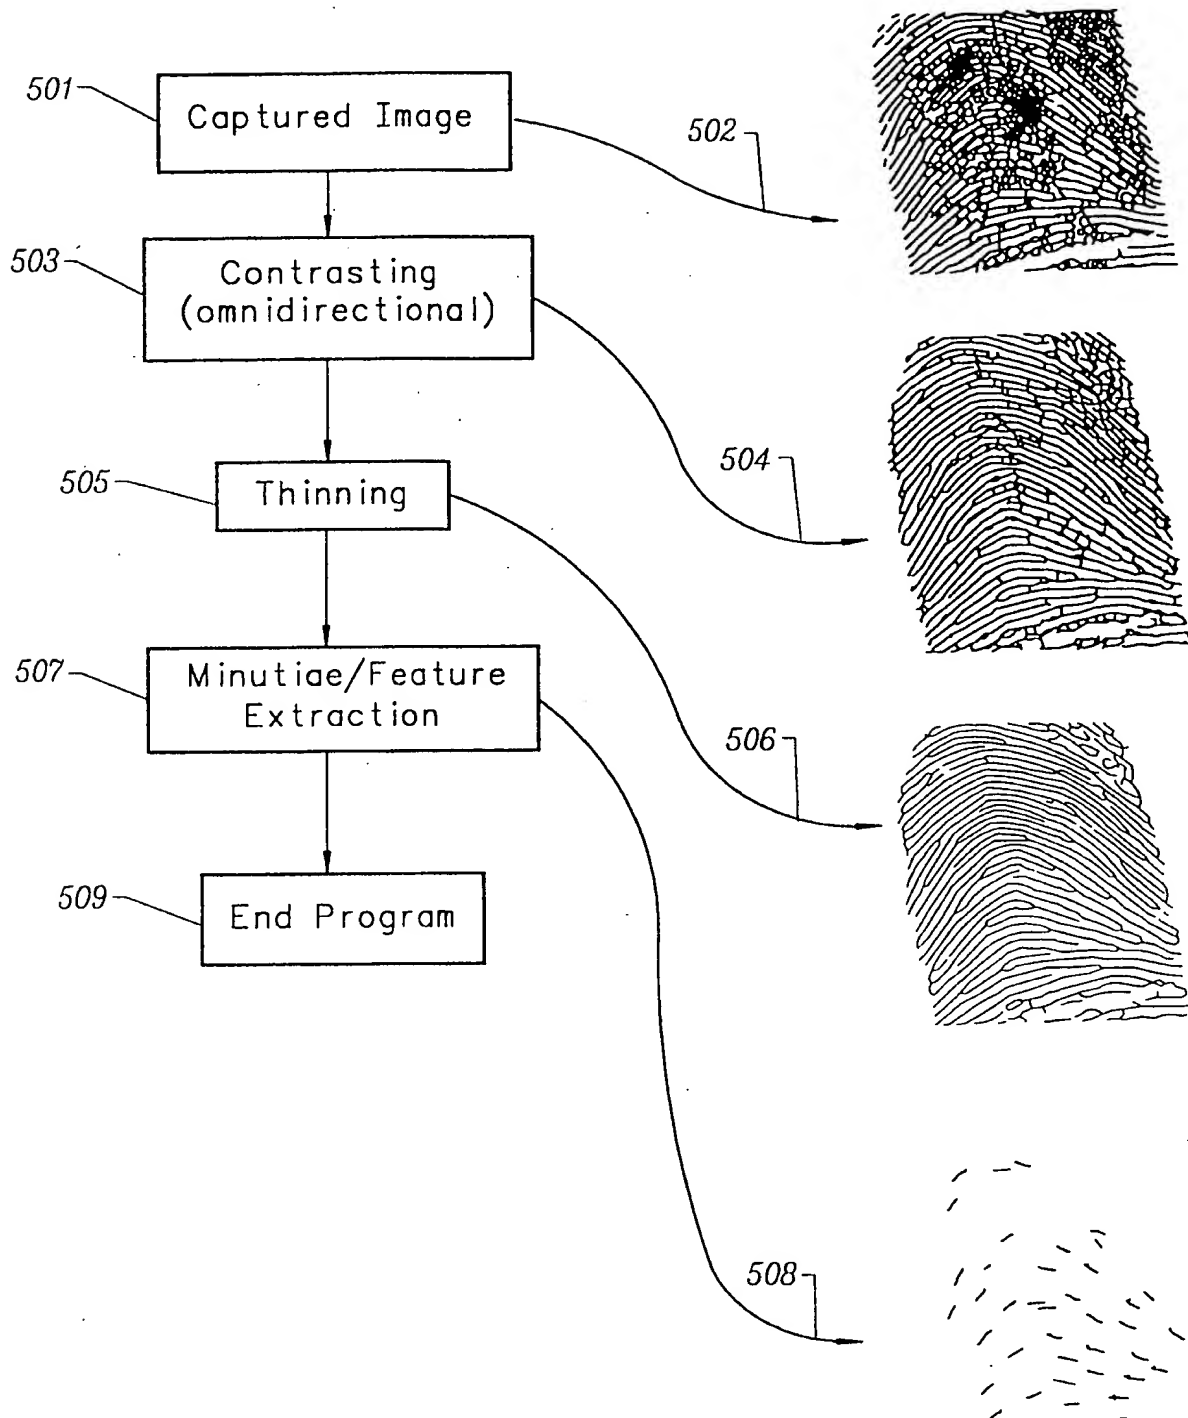 501
Captured Image
502
503
Contrasting
(omnidirectional)
504
505
Thinning
506
507
Minutiae/Feature
Extraction
508
509
End Program